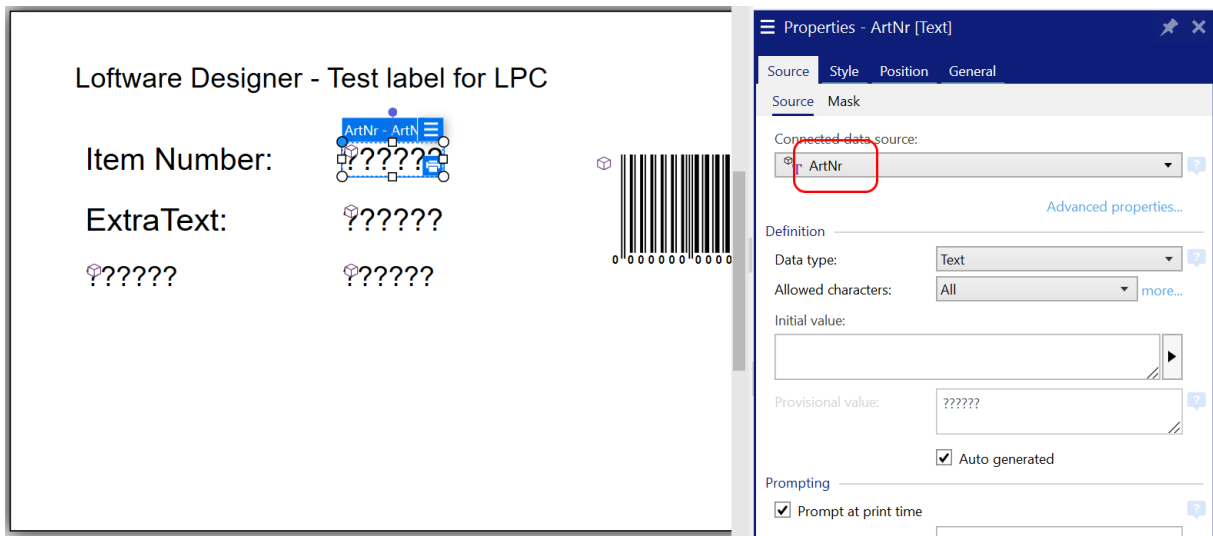 Loftware Designer - Test label for LPC
ArtNr - ArtN
Item Number:
??????
ExtraText:
??????
??????
??????
0 000000 0000
Properties - ArtNr [Text]
Source Style Position General
Source Mask
Connected data source:
ArtNr
?
Advanced properties...
Definition
Data type:
Text
?
Allowed characters:
All
more...
Initial value:
Provisional value:
??????
?
Auto generated
Prompting
Prompt at print time
?